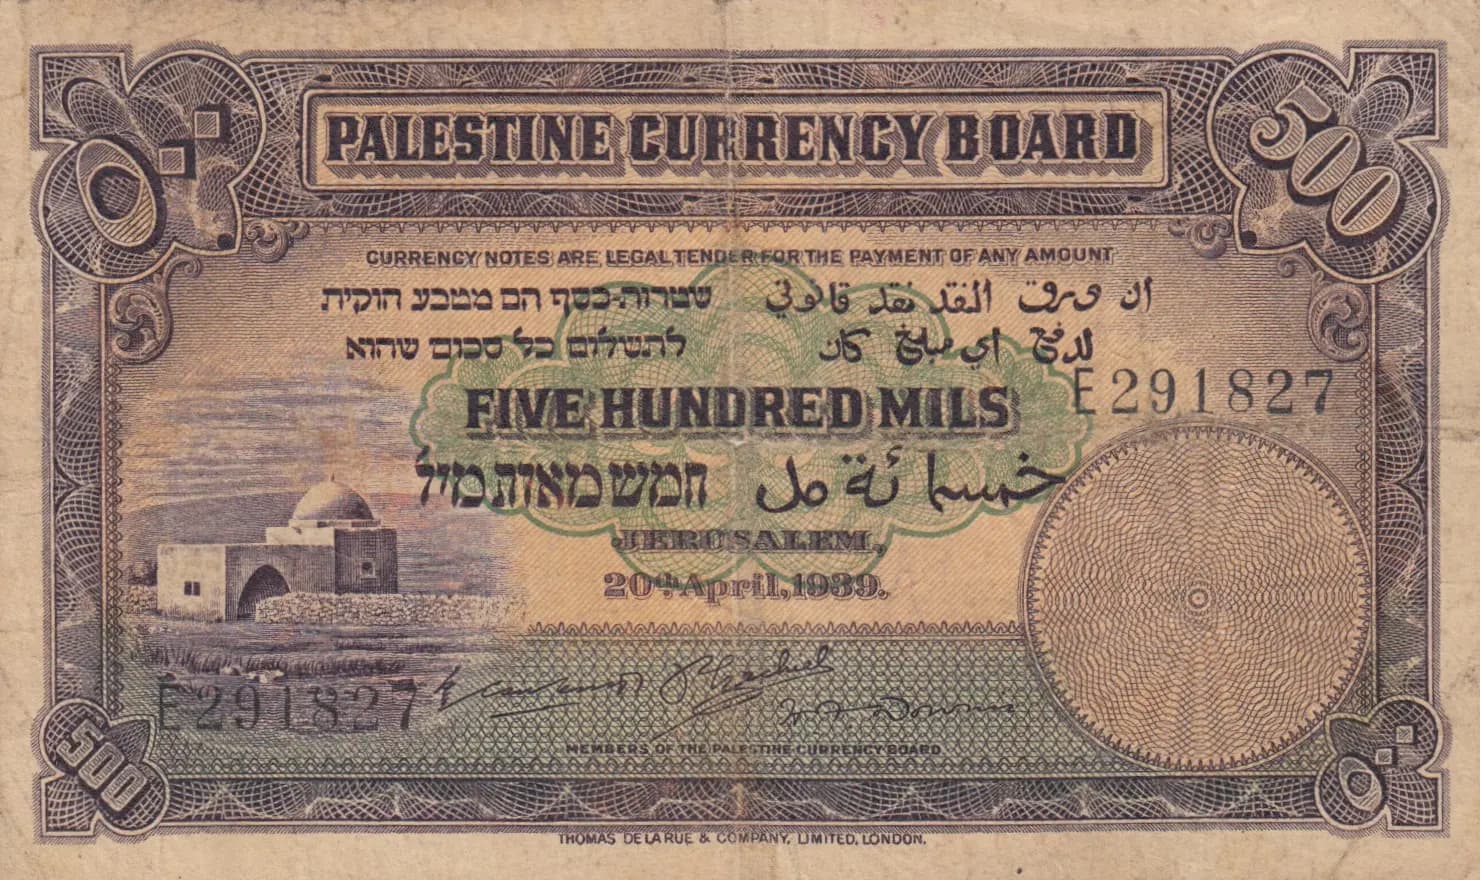 ٥٠٠
500
PALESTINE CURRENCY BOARD
CURRENCY NOTES ARE LEGAL TENDER FOR THE PAYMENT OF ANY AMOUNT
שטרות-כסף הם מטבע חוקית
ان ورق النقد نقد قانوني
לתשלום כל סכום שהוא
لدفع اي مبلغ كان
E291827
FIVE HUNDRED MILS
חמש מאות מיל
خمسمائة مل
JERUSALEM,
20th April, 1939.
E291827
MEMBERS OF THE PALESTINE CURRENCY BOARD
500
٥٠٠
THOMAS DE LA RUE & COMPANY, LIMITED, LONDON.